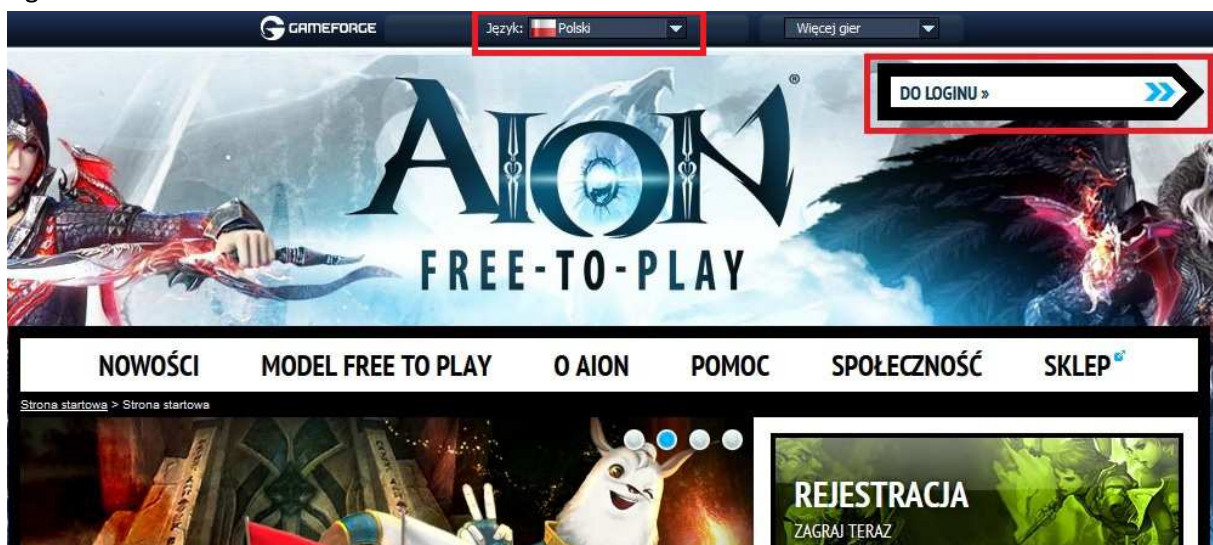 GAMEFORGE
Język: Polski
Więcej gier
DO LOGINU »
AION®
FREE-TO-PLAY
NOWOŚCI MODEL FREE TO PLAY O AION POMOC SPOŁECZNOŚĆ SKLEP
Strona startowa > Strona startowa
REJESTRACJA
ZAGRAJ TERAZ